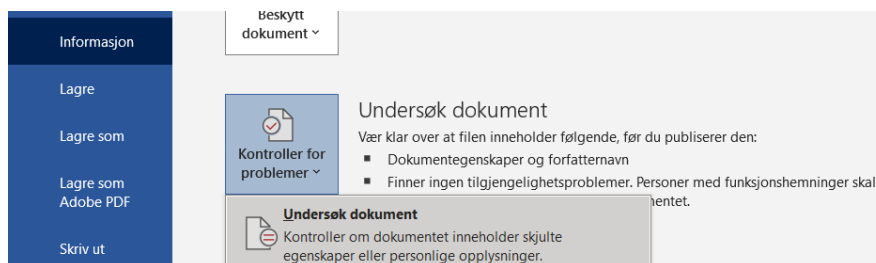 Beskytt
dokument
Informasjon
Lagre
Lagre som
Lagre som
Adobe PDF
Skriv ut
Kontroller for
problemer
Undersøk dokument
Vær klar over at filen inneholder følgende, før du publiserer den:
▪ Dokumentegenskaper og forfatternavn
▪ Finner ingen tilgjengelighetsproblemer. Personer med funksjonshemninger skal
mentet.
Undersøk dokument
Kontroller om dokumentet inneholder skjulte
egenskaper eller personlige opplysninger.